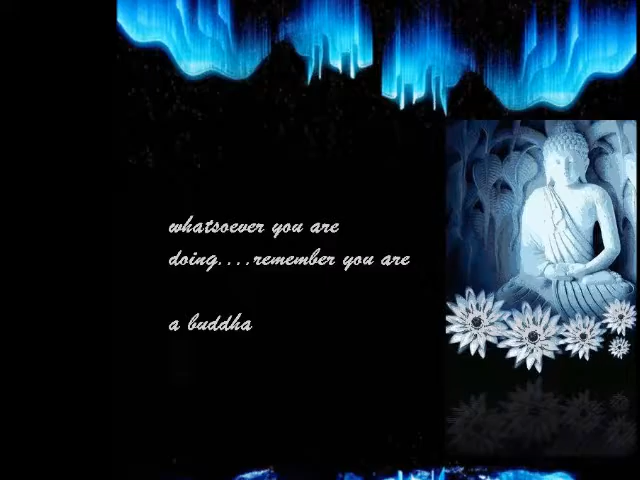 whatsoever you are
doing....remember you are
a buddha